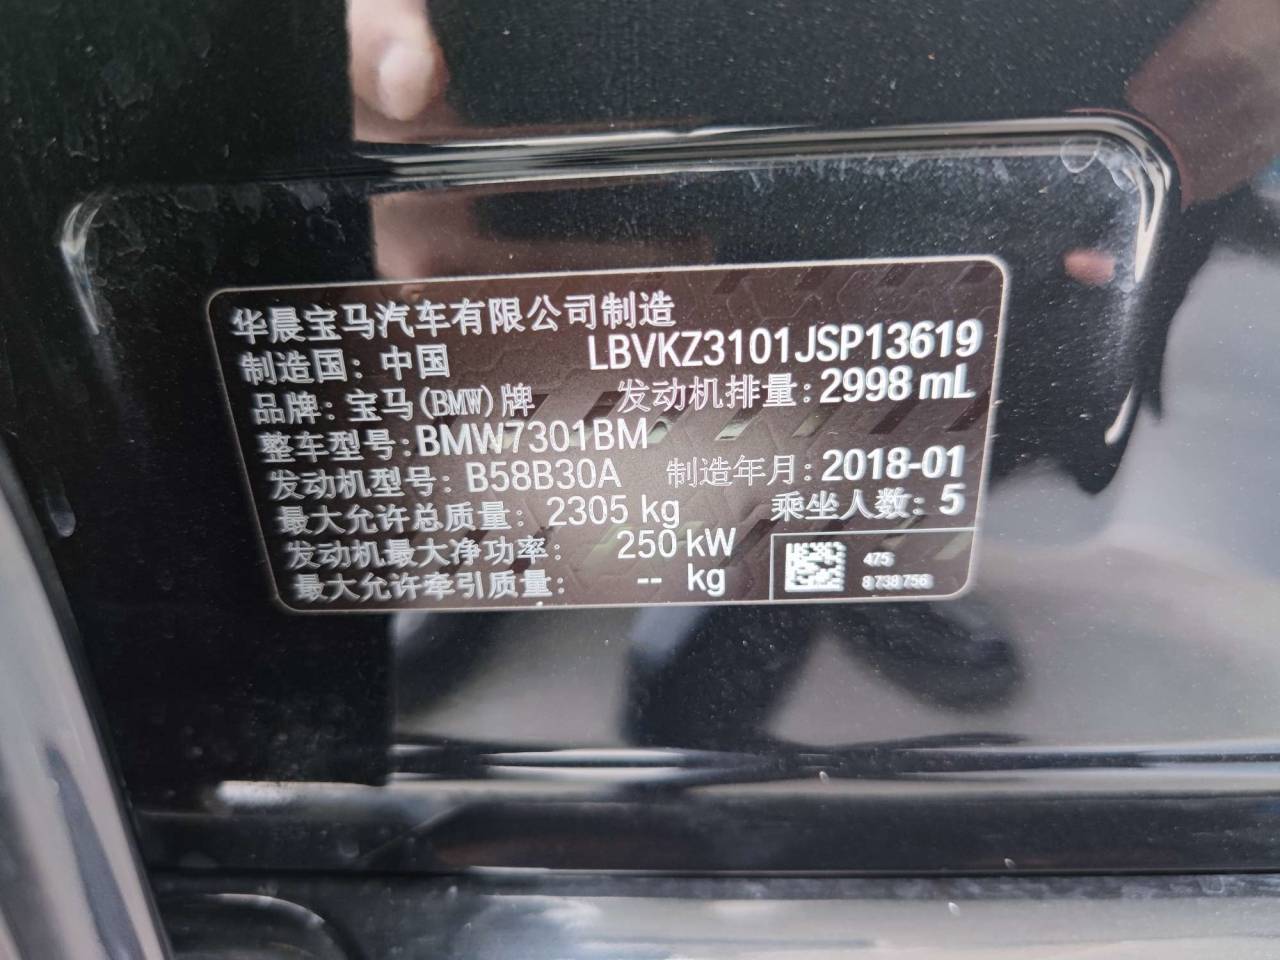 华晨宝马汽车有限公司制造
制造国：中国 LBVKZ3101JSP13619
品牌：宝马(BMW)牌 发动机排量：2998 mL
整车型号：BMW7301BM
发动机型号：B58B30A 制造年月：2018-01
最大允许总质量：2305 kg 乘坐人数：5
发动机最大净功率：250 kW
最大允许牵引质量：-- kg
475
8 738 756